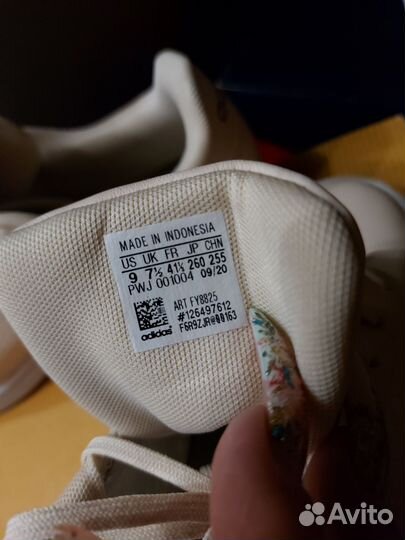 MADE IN INDONESIA
US UK FR JP CHN
9 7½ 41⅓ 260 255
PWJ 001004 09/20
ART FY8825
#126497612
F6R9ZJR@QQ163
adidas
Avito